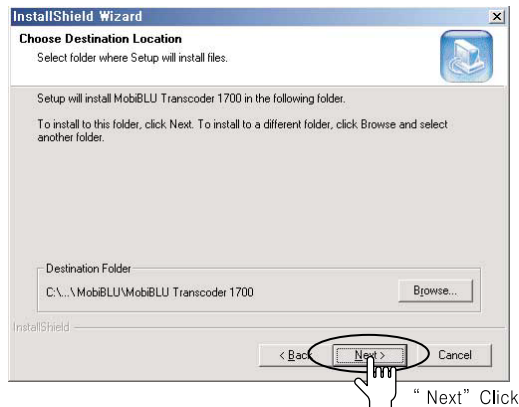 InstallShield Wizard
Choose Destination Location
Select folder where Setup will install files.
Setup will install MobiBLU Transcoder 1700 in the following folder.
To install to this folder, click Next. To install to a different folder, click Browse and select
another folder.
Destination Folder
C:\...\MobiBLU\MobiBLU Transcoder 1700
Browse...
InstallShield
< Back
Next >
Cancel
“ Next” Click